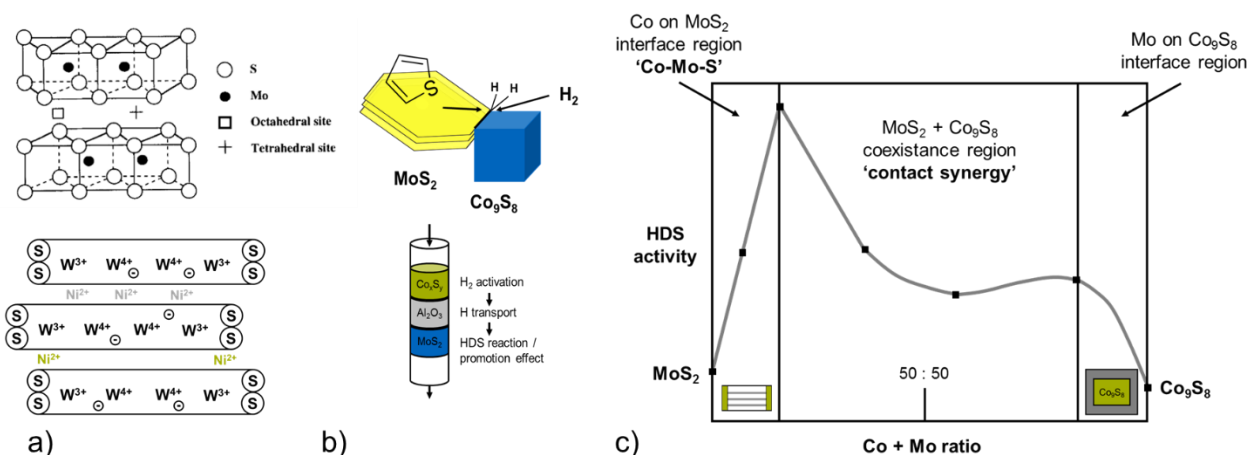 S
Mo
Octahedral site
Tetrahedral site
S W³⁺ W⁴⁺ W⁴⁺ W³⁺ S
S S
Ni²⁺ Ni²⁺ Ni²⁺
S W³⁺ W⁴⁺ W⁴⁺ W³⁺ S
S S
Ni²⁺ Ni²⁺
S W³⁺ W⁴⁺ W⁴⁺ W³⁺ S
S S
a)
S
H H
H₂
MoS₂
Co₉S₈
CoₓSᵧ
H₂ activation
Al₂O₃
H transport
MoS₂
HDS reaction /
promotion effect
b)
Co on MoS₂
interface region
‘Co-Mo-S’
Mo on Co₉S₈
interface region
MoS₂ + Co₉S₈
coexistance region
‘contact synergy’
HDS
activity
MoS₂
50 : 50
Co₉S₈
Co₉S₈
Co + Mo ratio
c)